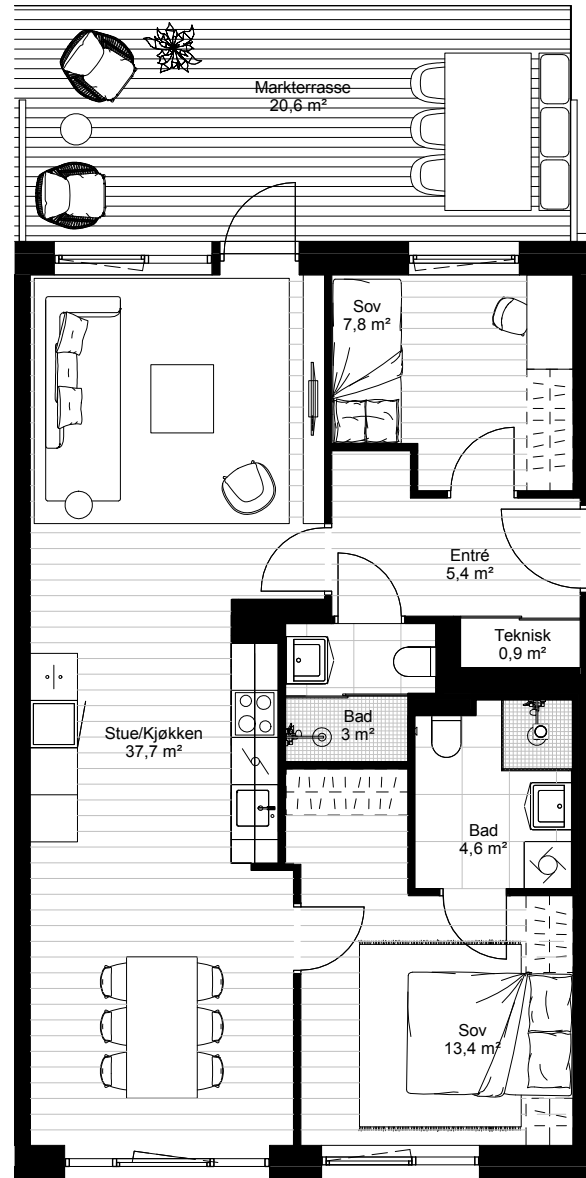 Markterrasse
20,6 m²
Sov
7,8 m²
Entré
5,4 m²
Teknisk
0,9 m²
Bad
3 m²
Stue/Kjøkken
37,7 m²
Bad
4,6 m²
Sov
13,4 m²